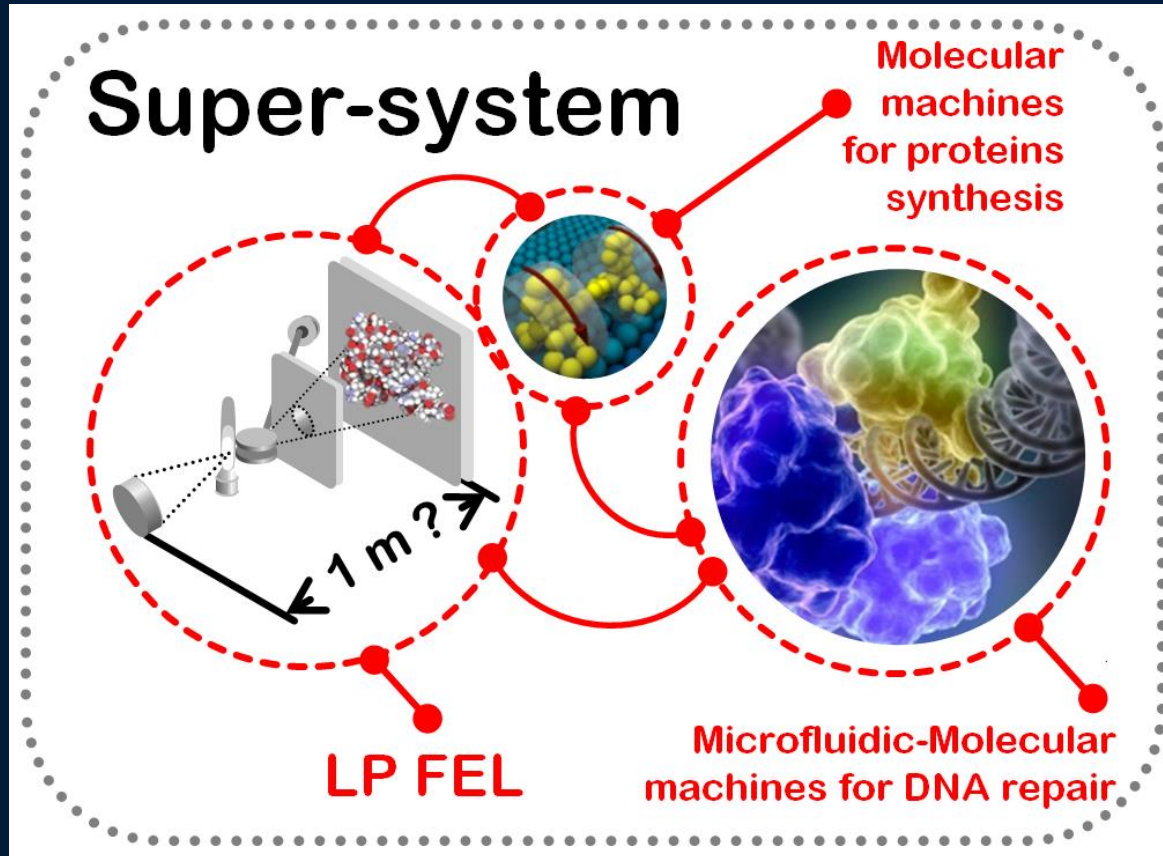 Super-system
Molecular
machines
for proteins
synthesis
1 m ?
LP FEL
Microfluidic-Molecular
machines for DNA repair